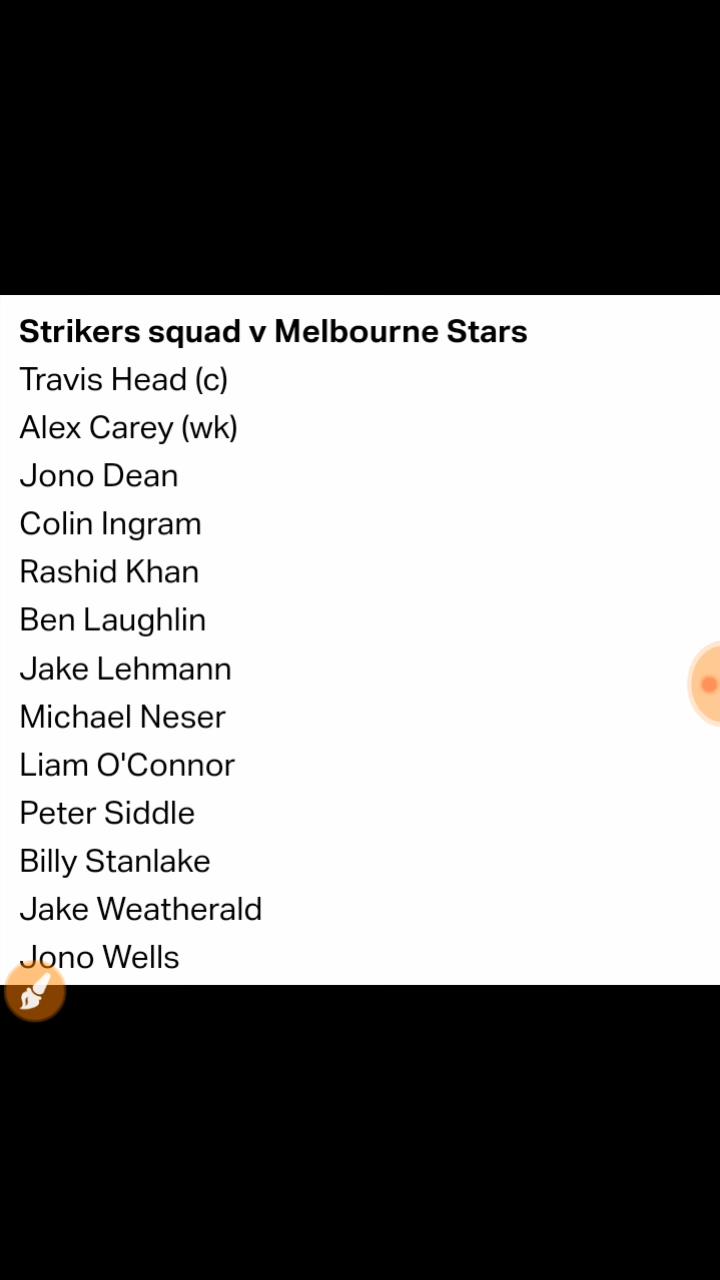 Strikers squad v Melbourne Stars
Travis Head (c)
Alex Carey (wk)
Jono Dean
Colin Ingram
Rashid Khan
Ben Laughlin
Jake Lehmann
Michael Neser
Liam O'Connor
Peter Siddle
Billy Stanlake
Jake Weatherald
Jono Wells